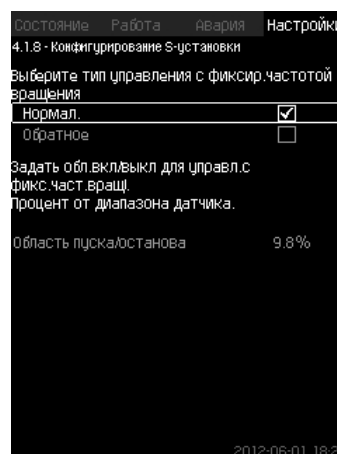 Состояние Работа Авария Настройки
4.1.8 - Конфигурирование S-установки
Выберите тип управления с фиксир.частотой
вращения
Нормал.
Обратное
Задать обл.вкл/выкл для управл.с
фикс.част.вращ.
Процент от диапазона датчика.
Область пуска/останова 9.8%
2012-06-01 18:2